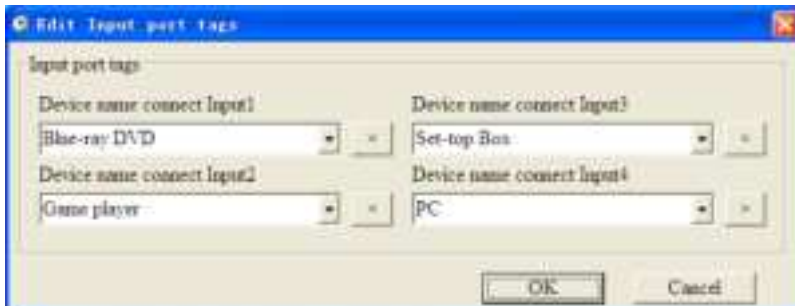 Edit Input port tags
Input port tags
Device name connect Input1
Blue-ray DVD
Device name connect Input3
Set-top Box
Device name connect Input2
Game player
Device name connect Input4
PC
OK
Cancel